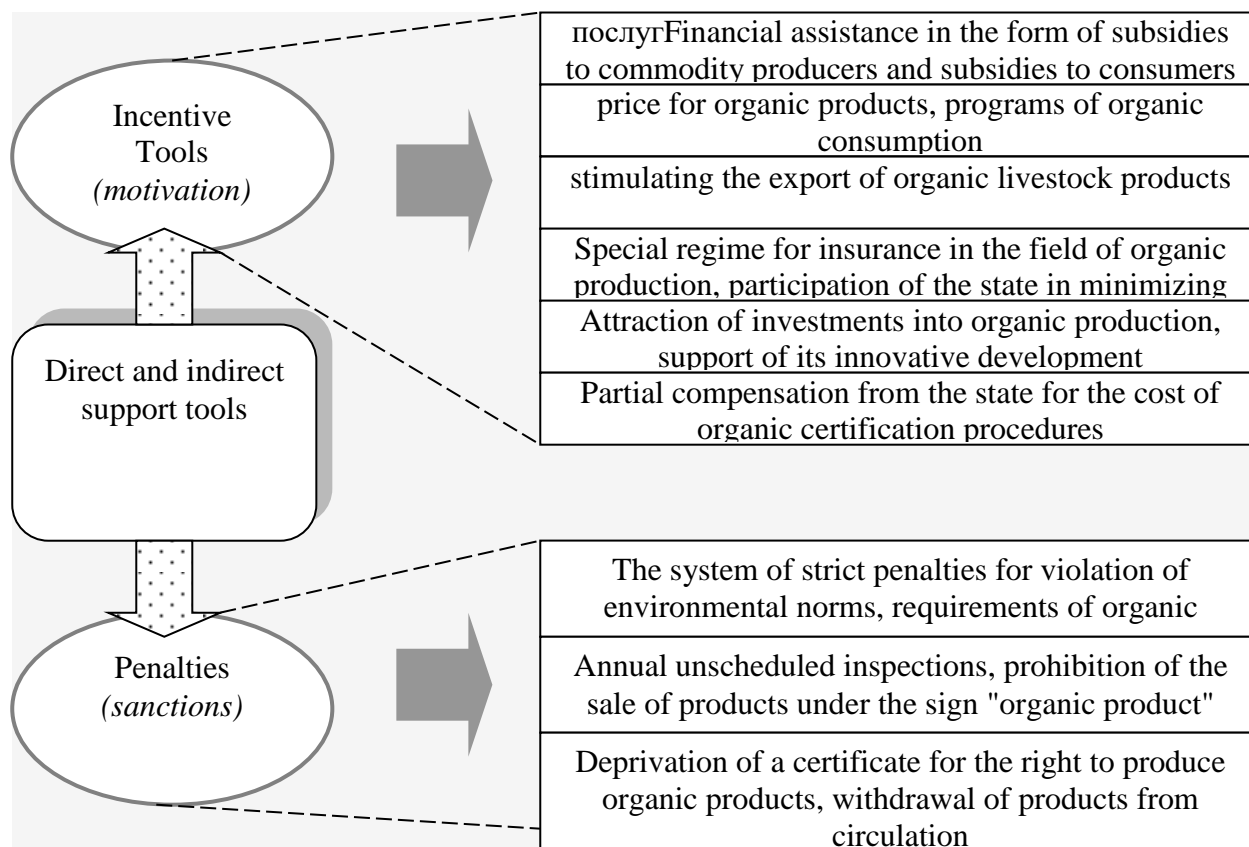 Incentive
Tools
(motivation)
Direct and indirect
support tools
Penalties
(sanctions)
послугFinancial assistance in the form of subsidies
to commodity producers and subsidies to consumers
price for organic products, programs of organic
consumption
stimulating the export of organic livestock products
Special regime for insurance in the field of organic
production, participation of the state in minimizing
Attraction of investments into organic production,
support of its innovative development
Partial compensation from the state for the cost of
organic certification procedures
The system of strict penalties for violation of
environmental norms, requirements of organic
Annual unscheduled inspections, prohibition of the
sale of products under the sign "organic product"
Deprivation of a certificate for the right to produce
organic products, withdrawal of products from
circulation